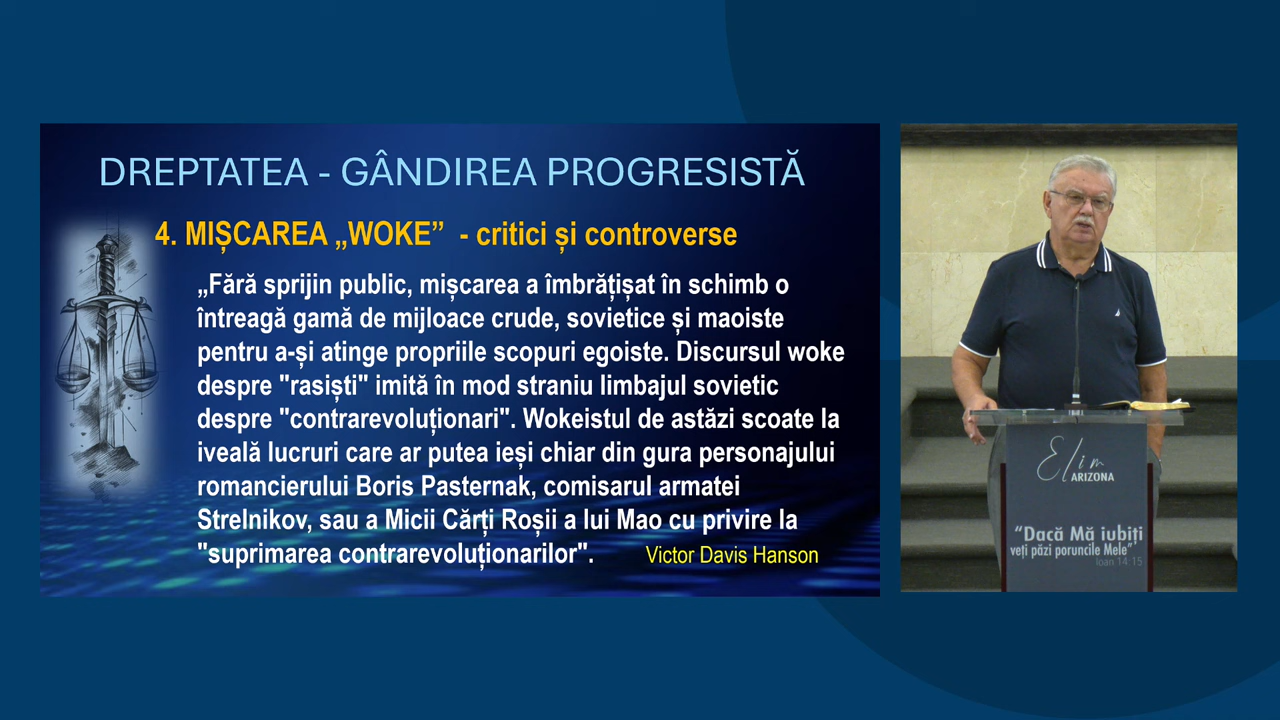 DREPTATEA - GÂNDIREA PROGRESISTĂ
4. MIȘCAREA „WOKE” - critici și controverse
„Fără sprijin public, mișcarea a îmbrățișat în schimb o
întreagă gamă de mijloace crude, sovietice și maoiste
pentru a-și atinge propriile scopuri egoiste. Discursul woke
despre "rasiști" imită în mod straniu limbajul sovietic
despre "contrarevoluționari". Wokeistul de astăzi scoate la
iveală lucruri care ar putea ieși chiar din gura personajului
romancierului Boris Pasternak, comisarul armatei
Strelnikov, sau a Micii Cărți Roșii a lui Mao cu privire la
"suprimarea contrarevoluționarilor".
Victor Davis Hanson
Elim
ARIZONA
“Dacă Mă iubiți
veți păzi poruncile Mele”
Ioan 14:15